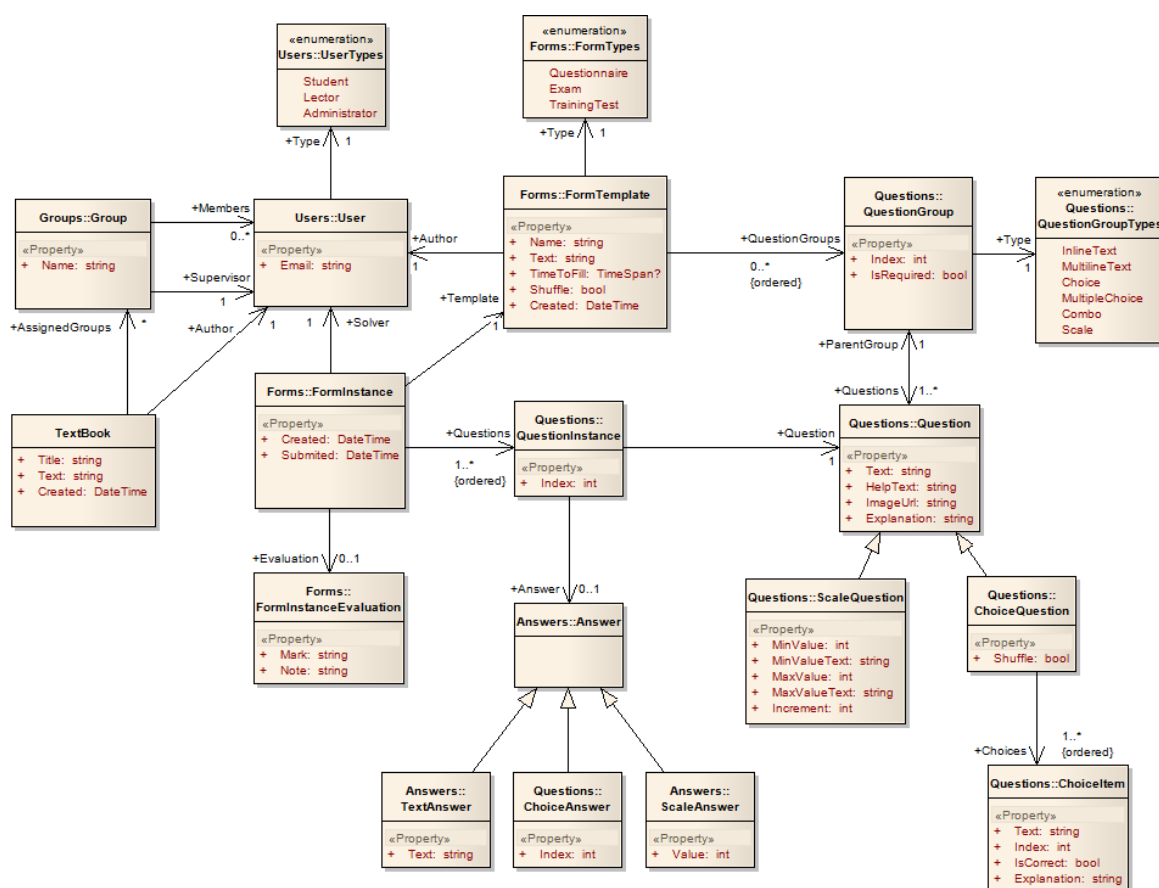 «enumeration»
Users::UserTypes
Student
Lector
Administrator
«enumeration»
Forms::FormTypes
Questionnaire
Exam
TrainingTest
+Type 1
+Type 1
Groups::Group
«Property»
+ Name: string
+Members
0..*
+Supervisor
1
Users::User
«Property»
+ Email: string
+Author
1
Forms::FormTemplate
«Property»
+ Name: string
+ Text: string
+ TimeToFill: TimeSpan?
+ Shuffle: bool
+ Created: DateTime
+QuestionGroups
0..*
{ordered}
Questions::
QuestionGroup
«Property»
+ Index: int
+ IsRequired: bool
+Type
1
«enumeration»
Questions::
QuestionGroupTypes
InlineText
MultilineText
Choice
MultipleChoice
Combo
Scale
+AssignedGroups *
+Author
1
1 +Solver
+Template
1
+ParentGroup 1
+Questions 1..*
TextBook
+ Title: string
+ Text: string
+ Created: DateTime
Forms::FormInstance
«Property»
+ Created: DateTime
+ Submited: DateTime
+Questions
1..*
{ordered}
Questions::
QuestionInstance
«Property»
+ Index: int
+Question
1
Questions::Question
«Property»
+ Text: string
+ HelpText: string
+ ImageUrl: string
+ Explanation: string
+Evaluation 0..1
Forms::
FormInstanceEvaluation
«Property»
+ Mark: string
+ Note: string
+Answer 0..1
Answers::Answer
«Property»
Questions::ScaleQuestion
«Property»
+ MinValue: int
+ MinValueText: string
+ MaxValue: int
+ MaxValueText: string
+ Increment: int
Questions::
ChoiceQuestion
«Property»
+ Shuffle: bool
1..*
{ordered}
+Choices
Answers::
TextAnswer
«Property»
+ Text: string
Questions::
ChoiceAnswer
«Property»
+ Index: int
Answers::
ScaleAnswer
«Property»
+ Value: int
Questions::ChoiceItem
«Property»
+ Text: string
+ Index: int
+ IsCorrect: bool
+ Explanation: string